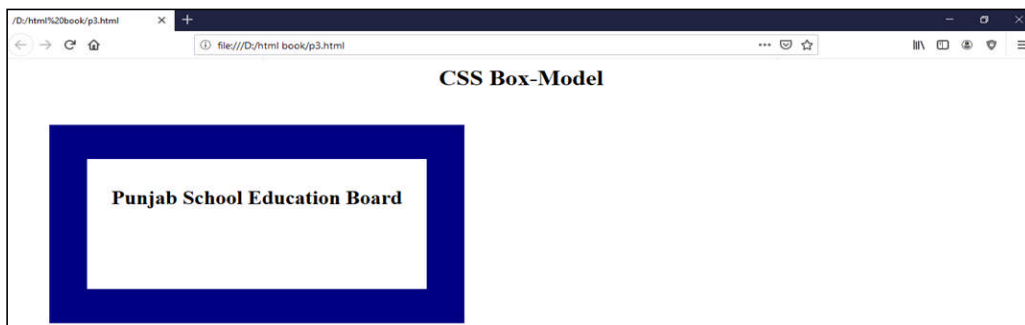 /D:/html%20book/p3.html
file:///D:/html book/p3.html
CSS Box-Model
Punjab School Education Board